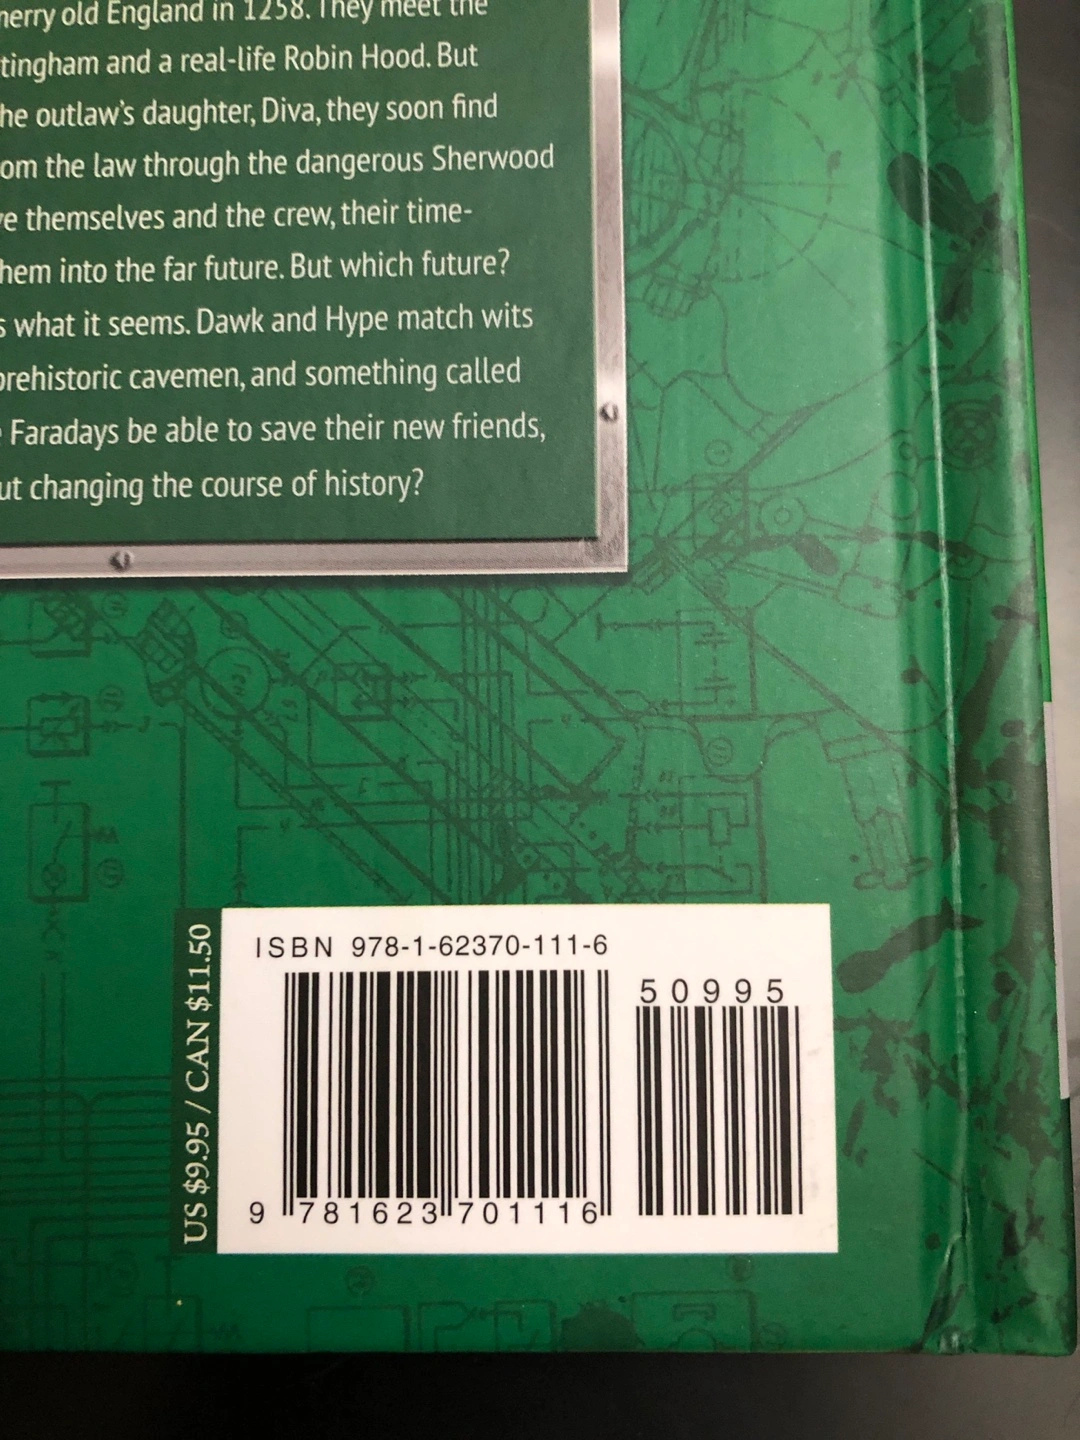 merry old England in 1258. They meet the
tingham and a real-life Robin Hood. But
he outlaw's daughter, Diva, they soon find
om the law through the dangerous Sherwood
ve themselves and the crew, their time-
hem into the far future. But which future?
s what it seems. Dawk and Hype match wits
prehistoric cavemen, and something called
Faradays be able to save their new friends,
ut changing the course of history?
US $9.95 / CAN $11.50
ISBN 978-1-62370-111-6
50995
9 781623 701116